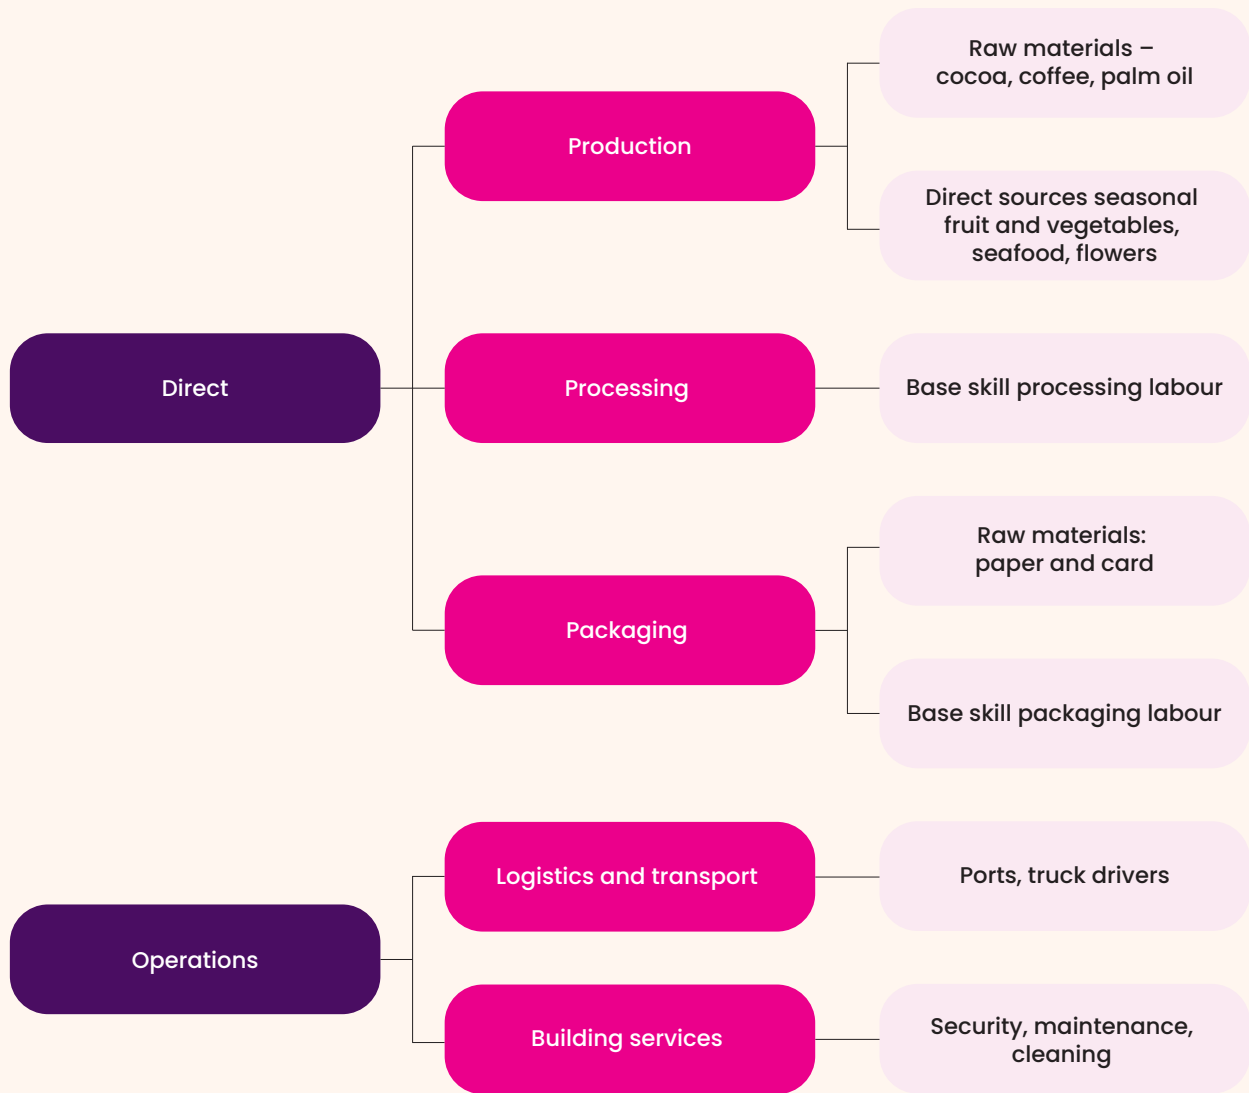 Raw materials –
cocoa, coffee, palm oil
Production
Direct sources seasonal
fruit and vegetables,
seafood, flowers
Direct
Processing
Base skill processing labour
Raw materials:
paper and card
Packaging
Base skill packaging labour
Logistics and transport
Ports, truck drivers
Operations
Building services
Security, maintenance,
cleaning